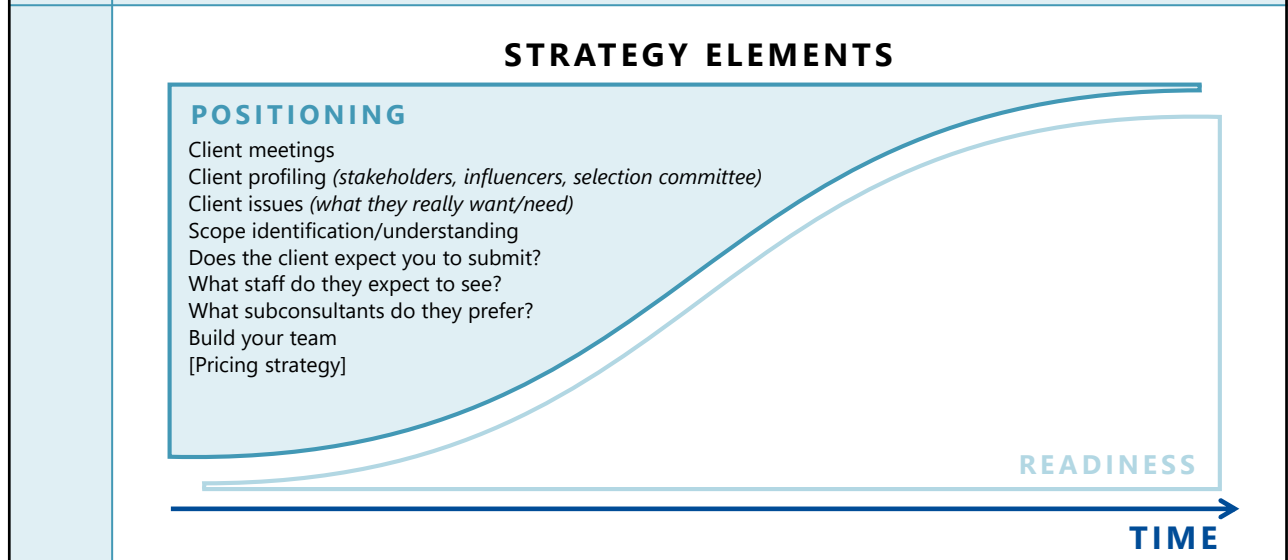 STRATEGY ELEMENTS
POSITIONING
Client meetings
Client profiling (stakeholders, influencers, selection committee)
Client issues (what they really want/need)
Scope identification/understanding
Does the client expect you to submit?
What staff do they expect to see?
What subconsultants do they prefer?
Build your team
[Pricing strategy]
READINESS
TIME